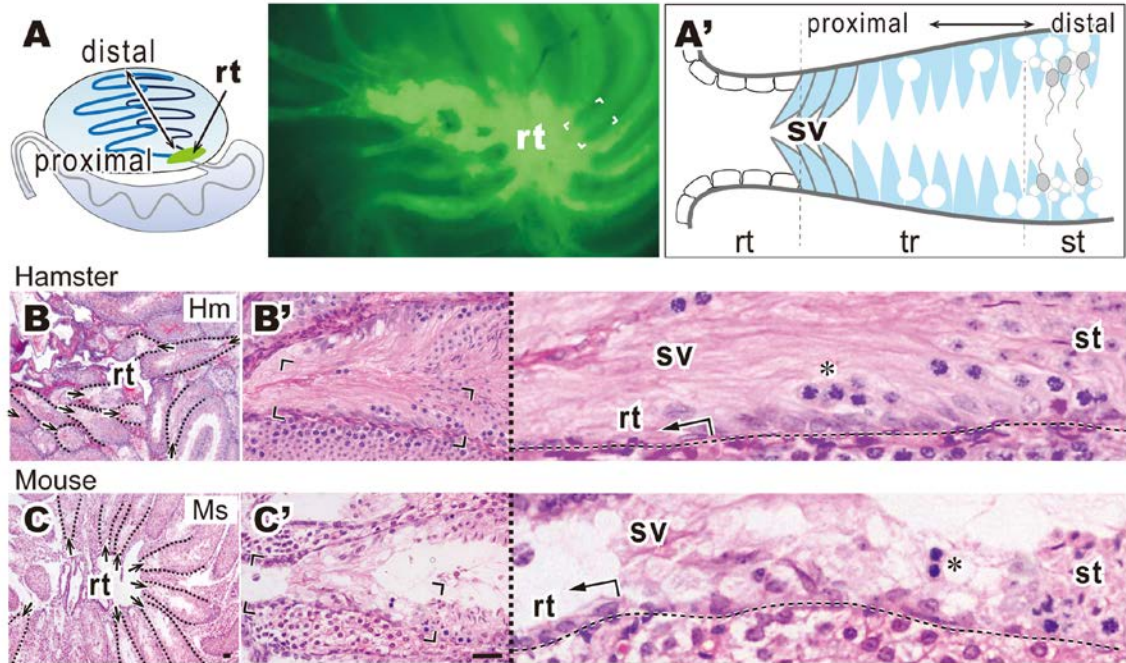 A
distal
rt
proximal
rt
A'
proximal
distal
sv
rt
tr
st
Hamster
B
Hm
rt
B'
sv
*
st
rt
Mouse
C
Ms
rt
C'
sv
*
st
rt